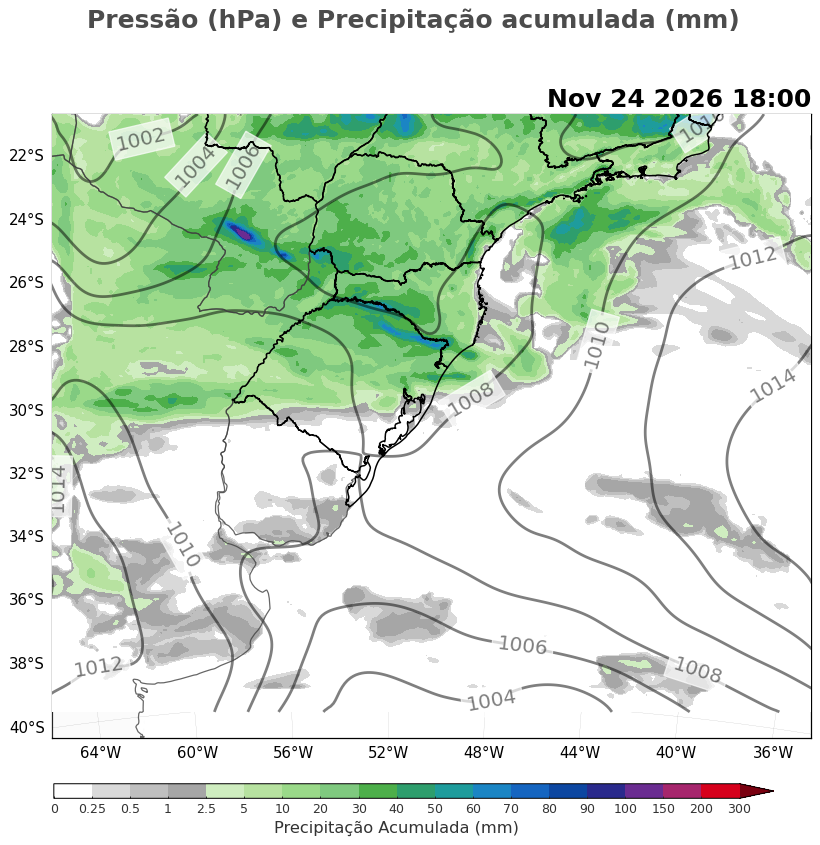 Pressão (hPa) e Precipitação acumulada (mm)
Nov 24 2026 18:00
1002
1004
1006
1012
1010
1014
1008
1014
1010
1012
1006
1008
1004
22°S
24°S
26°S
28°S
30°S
32°S
34°S
36°S
38°S
40°S
64°W 60°W 56°W 52°W 48°W 44°W 40°W 36°W
0 0.25 0.5 1 2.5 5 10 20 30 40 50 60 70 80 90 100 150 200 300
Precipitação Acumulada (mm)